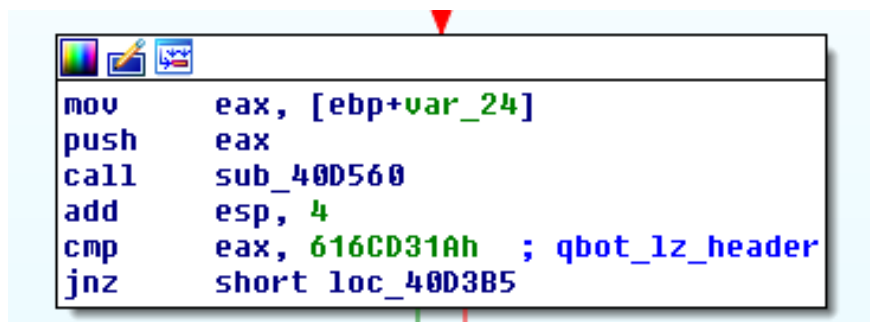 mov eax, [ebp+var_24]
push eax
call sub_40D560
add esp, 4
cmp eax, 616CD31Ah ; qbot_lz_header
jnz short loc_40D3B5